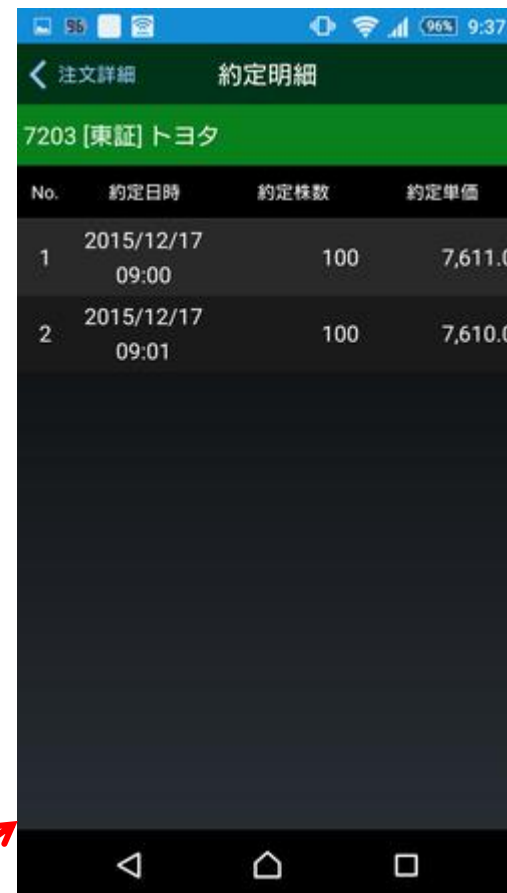 96 96% 9:37
注文詳細 約定明細
7203 [東証] トヨタ
No. 約定日時 約定株数 約定単価
1 2015/12/17 09:00 100 7,611.0
2 2015/12/17 09:01 100 7,610.0